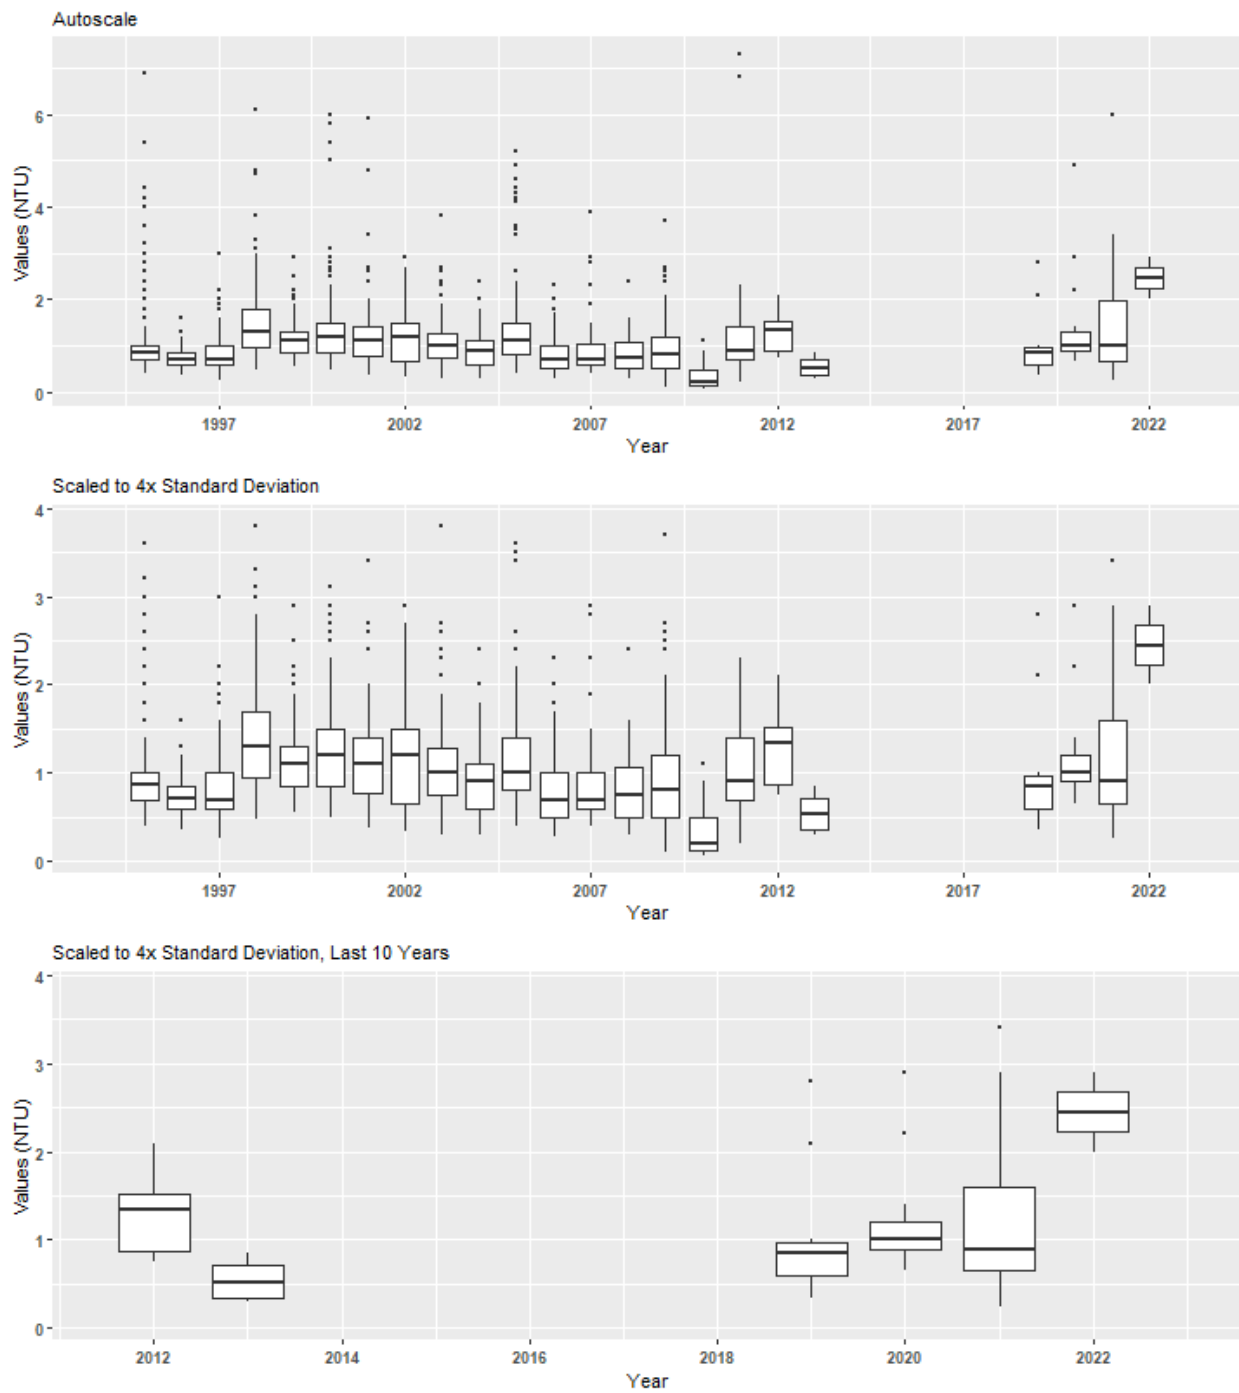 Autoscale
6
4
2
0
Values (NTU)
1997 2002 2007 2012 2017 2022
Year
Scaled to 4x Standard Deviation
4
3
2
1
0
Values (NTU)
1997 2002 2007 2012 2017 2022
Year
Scaled to 4x Standard Deviation, Last 10 Years
4
3
2
1
0
Values (NTU)
2012 2014 2016 2018 2020 2022
Year